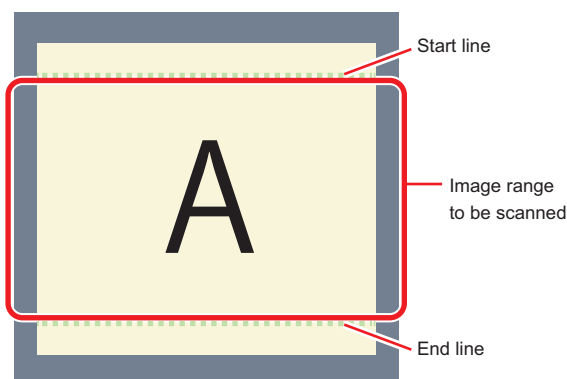 Start line
A
Image range
to be scanned
End line